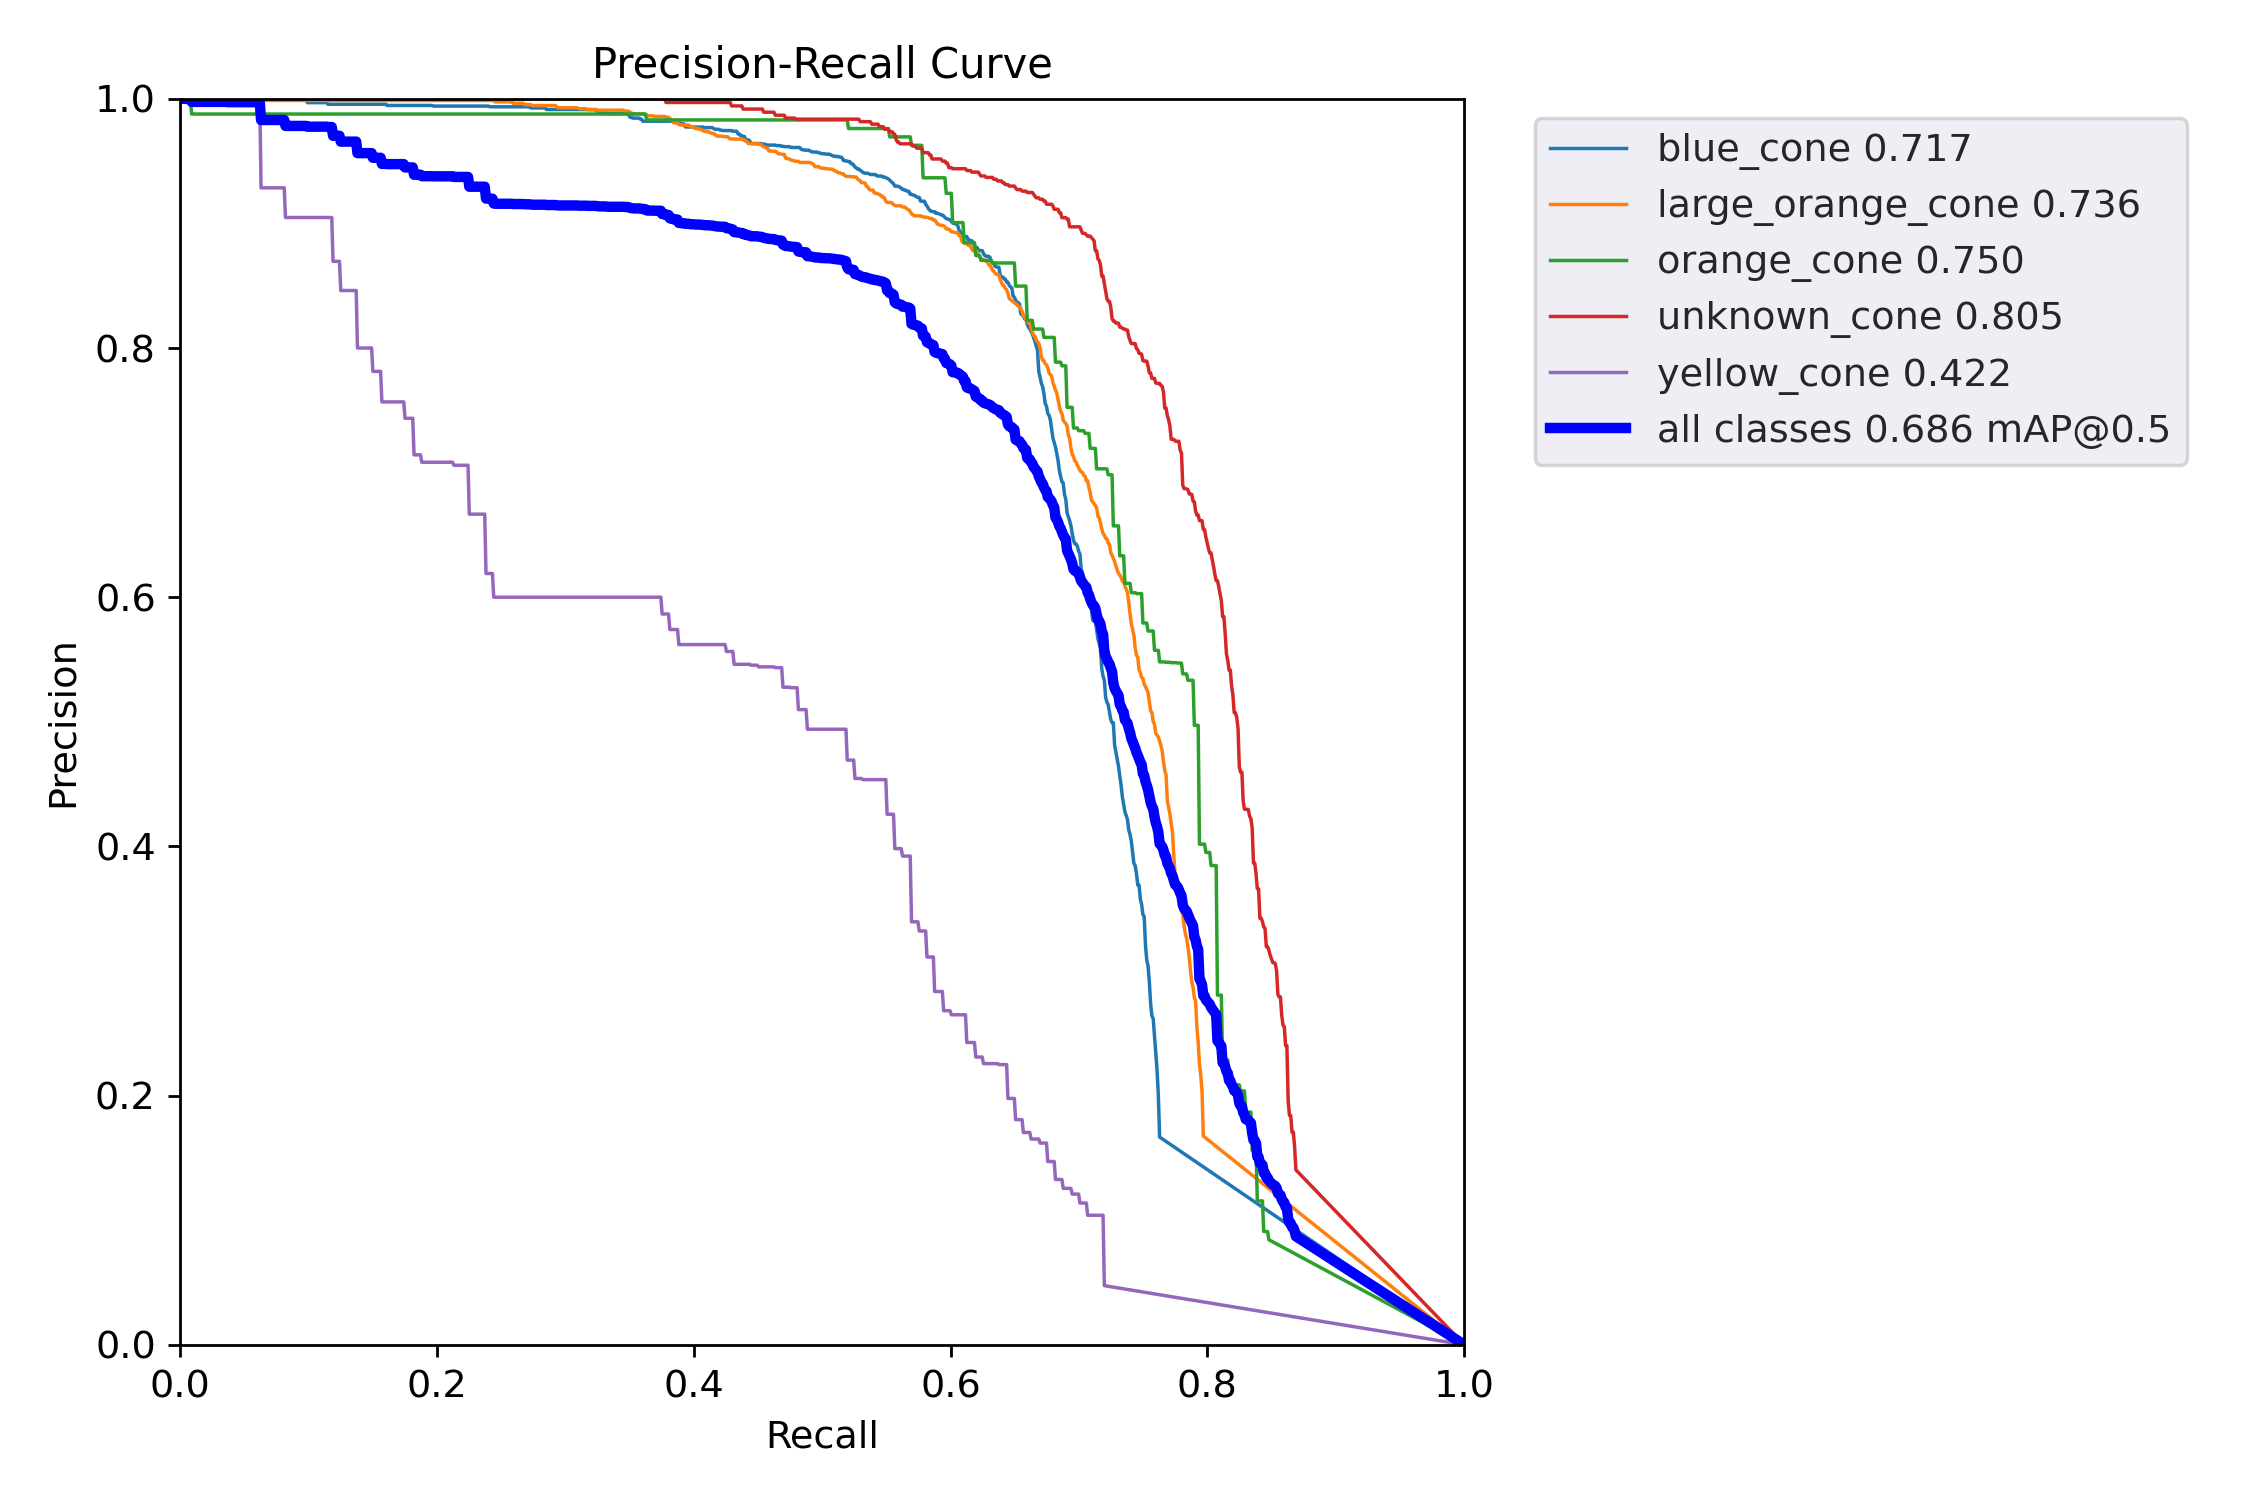 Precision-Recall Curve
1.0
0.8
0.6
0.4
0.2
0.0
Precision
0.0 0.2 0.4 0.6 0.8 1.0
Recall
blue_cone 0.717
large_orange_cone 0.736
orange_cone 0.750
unknown_cone 0.805
yellow_cone 0.422
all classes 0.686 mAP@0.5